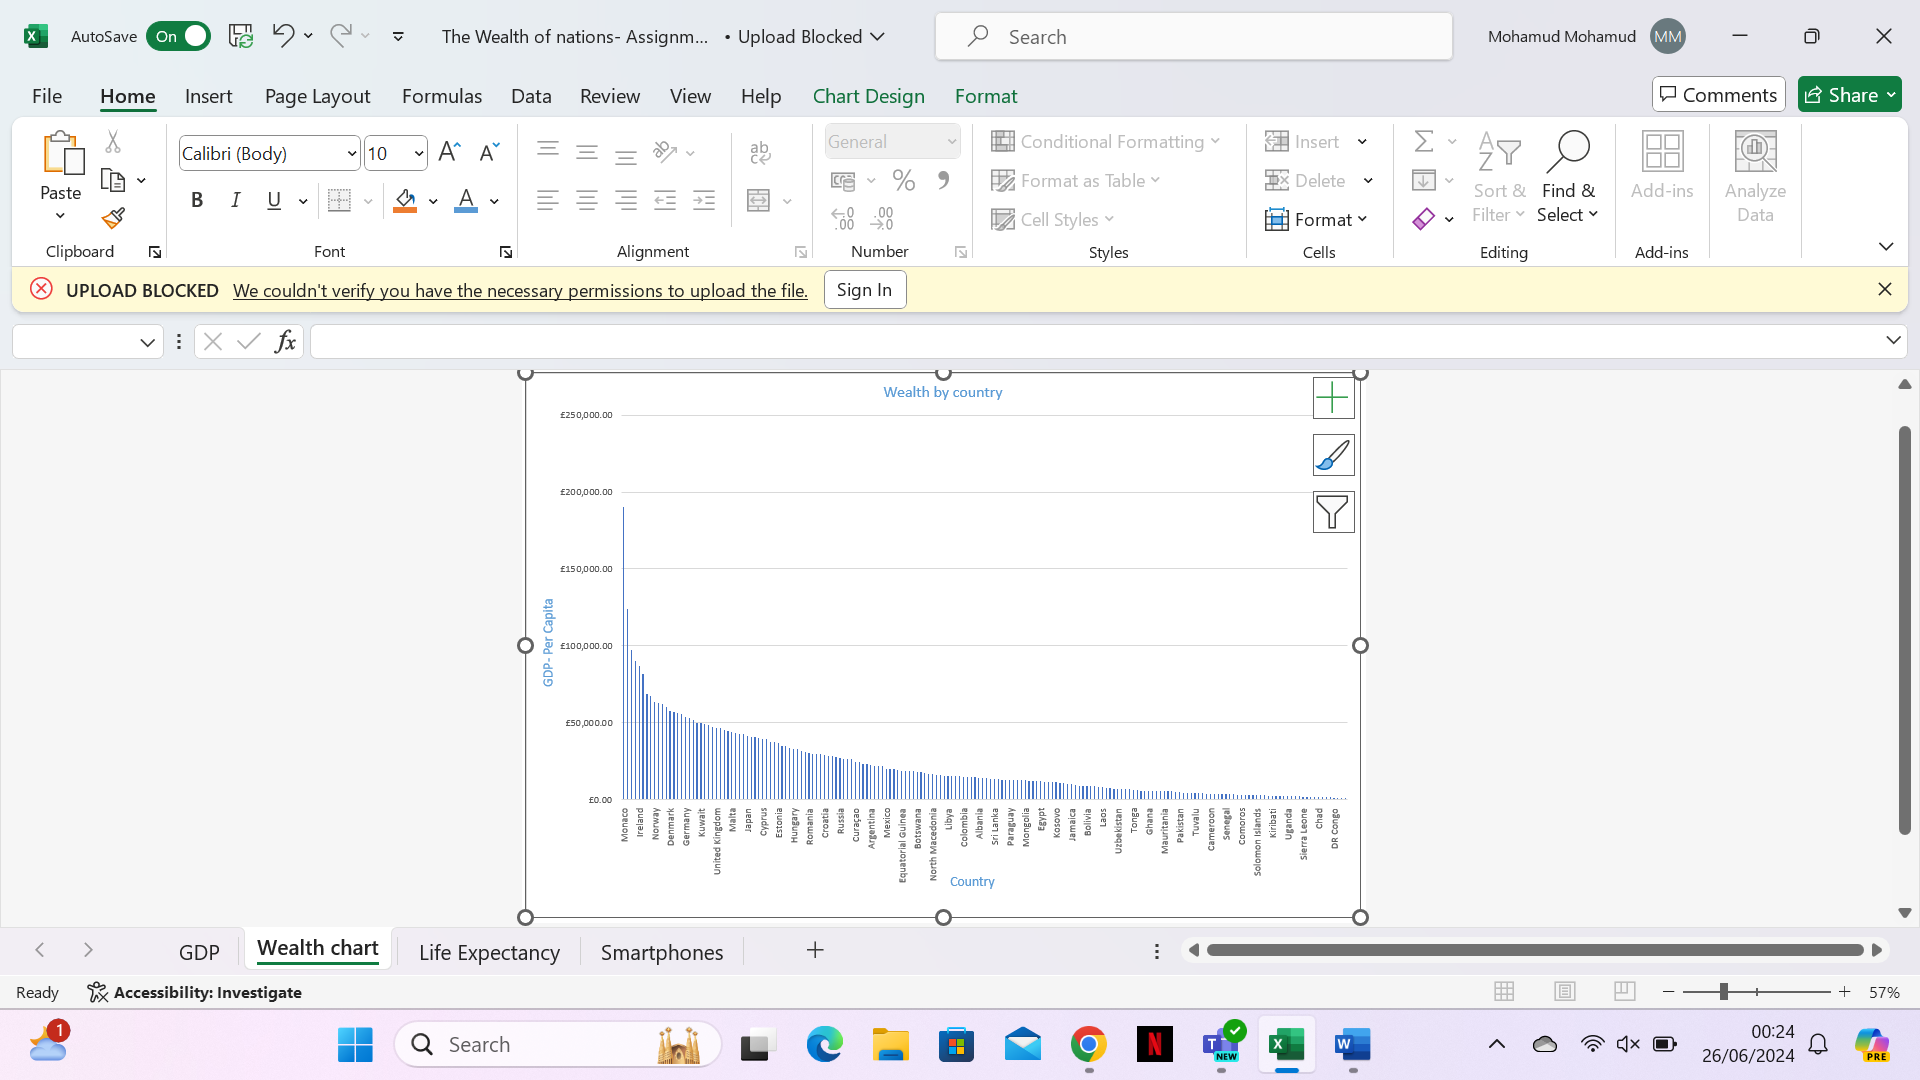 AutoSave On The Wealth of nations- Assignm... • Upload Blocked Search Mohamud Mohamud MM
File Home Insert Page Layout Formulas Data Review View Help Chart Design Format Comments Share
Paste
Clipboard
Calibri (Body) 10
B I U A
Font
ab
Alignment
General
% 9
.00 .00
Number
Conditional Formatting
Format as Table
Cell Styles
Styles
Insert
Delete
Format
Cells
Sort & Filter
Find & Select
Editing
Add-ins
Add-ins
Analyze Data
UPLOAD BLOCKED We couldn't verify you have the necessary permissions to upload the file. Sign In
fx
Wealth by country
GDP- Per Capita
£250,000.00
£200,000.00
£150,000.00
£100,000.00
£50,000.00
£0.00
Monaco
Ireland
Norway
Denmark
Germany
Kuwait
United Kingdom
Malta
Japan
Cyprus
Estonia
Hungary
Romania
Croatia
Russia
Curaçao
Argentina
Mexico
Equatorial Guinea
Botswana
North Macedonia
Libya
Colombia
Albania
Sri Lanka
Paraguay
Mongolia
Egypt
Kosovo
Jamaica
Bolivia
Laos
Uzbekistan
Tonga
Ghana
Mauritania
Pakistan
Tuvalu
Cameroon
Senegal
Comoros
Solomon Islands
Kiribati
Uganda
Sierra Leone
Chad
DR Congo
Country
GDP Wealth chart Life Expectancy Smartphones
Ready Accessibility: Investigate 57%
1 Search NEW 00:24 PRE
26/06/2024